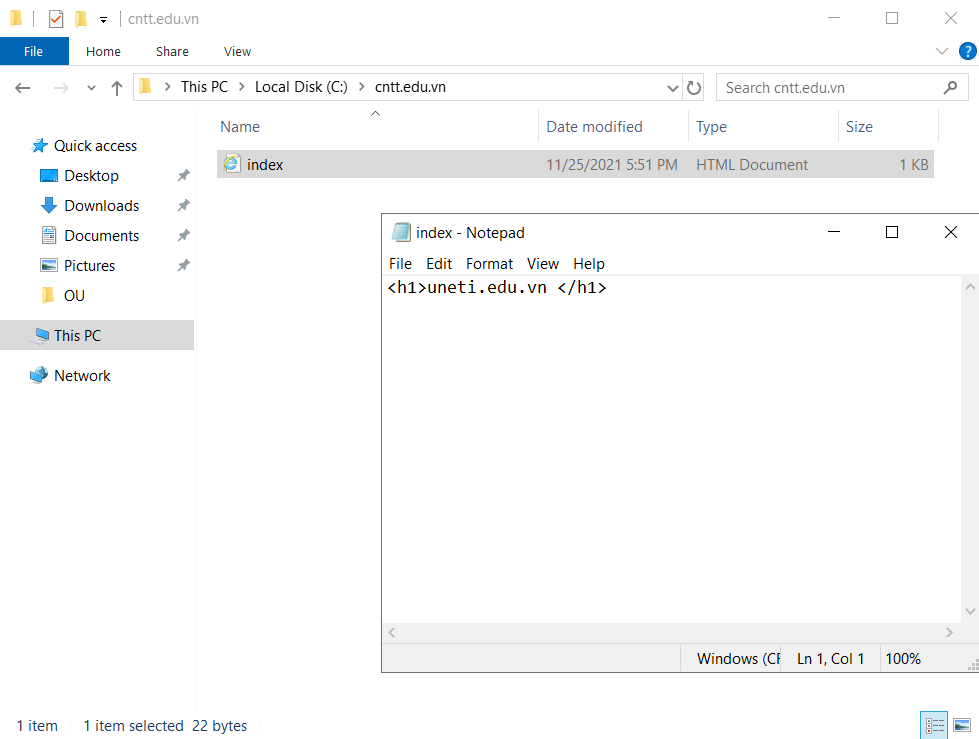 cntt.edu.vn
File Home Share View
This PC Local Disk (C:) cntt.edu.vn
Search cntt.edu.vn
Name Date modified Type Size
Quick access
index 11/25/2021 5:51 PM HTML Document 1 KB
Desktop
Downloads
Documents
Pictures
OU
This PC
Network
index - Notepad
File Edit Format View Help
<h1>uneti.edu.vn </h1>
Windows (CF Ln 1, Col 1 100%
1 item 1 item selected 22 bytes